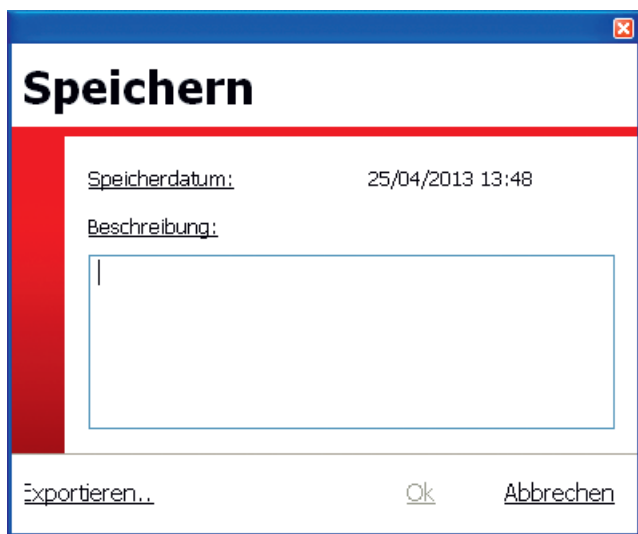 Speichern
Speicherdatum: 25/04/2013 13:48
Beschreibung:
Exportieren.. Ok Abbrechen